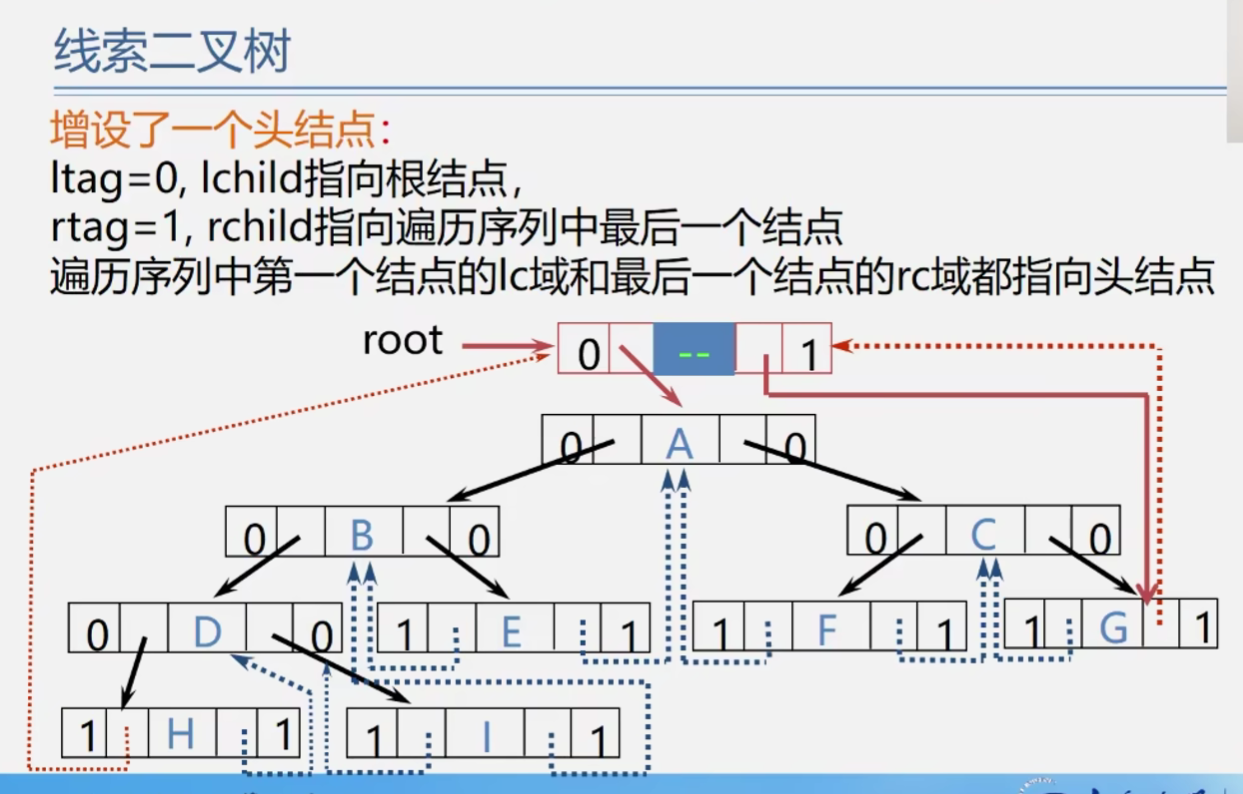 线索二叉树
增设了一个头结点：
ltag=0, lchild指向根结点，
rtag=1, rchild指向遍历序列中最后一个结点
遍历序列中第一个结点的lc域和最后一个结点的rc域都指向头结点
root 0 -- 1
0 A 0
0 B 0 0 C 0
0 D 0 1 E 1 1 F 1 1 G 1
1 H 1 1 I 1